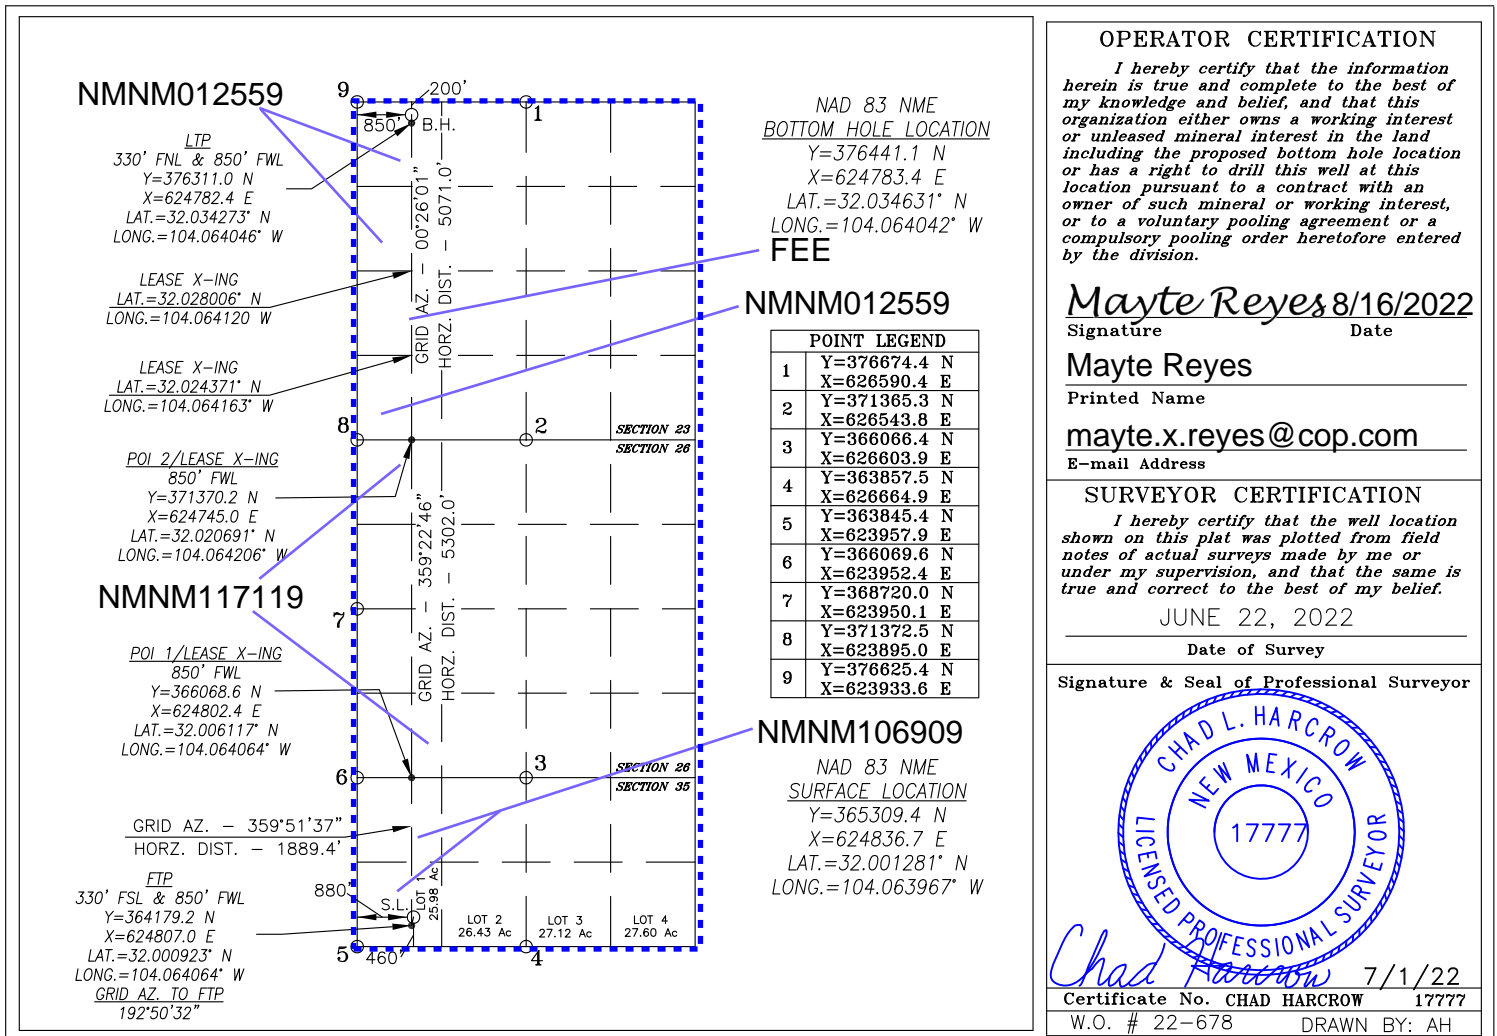 NMNM012559
LTP
330' FNL & 850' FWL
Y=376311.0 N
X=624782.4 E
LAT.=32.034273° N
LONG.=104.064046° W
LEASE X-ING
LAT.=32.028006° N
LONG.=104.064120 W
LEASE X-ING
LAT.=32.024371° N
LONG.=104.064163° W
POI 2/LEASE X-ING
850' FWL
Y=371370.2 N
X=624745.0 E
LAT.=32.020691° N
LONG.=104.064206° W
NMNM117119
POI 1/LEASE X-ING
850' FWL
Y=366068.6 N
X=624802.4 E
LAT.=32.006117° N
LONG.=104.064064° W
GRID AZ. - 359°51'37"
HORZ. DIST. - 1889.4'
FTP
330' FSL & 850' FWL
Y=364179.2 N
X=624807.0 E
LAT.=32.000923° N
LONG.=104.064064° W
GRID AZ. TO FTP
192°50'32"
9
200'
1
850'
B.H.
GRID AZ. - 00°26'01"
HORZ. DIST. - 5071.0'
8
2
SECTION 23
SECTION 26
GRID AZ. - 359°22'46"
HORZ. DIST. - 5302.0'
7
6
3
SECTION 26
SECTION 35
880'
S.L.
LOT 1
25.98 Ac
LOT 2
26.43 Ac
LOT 3
27.12 Ac
LOT 4
27.60 Ac
5
460'
4
NAD 83 NME
BOTTOM HOLE LOCATION
Y=376441.1 N
X=624783.4 E
LAT.=32.034631° N
LONG.=104.064042° W
FEE
NMNM012559
POINT LEGEND
1 Y=376674.4 N
X=626590.4 E
2 Y=371365.3 N
X=626543.8 E
3 Y=366066.4 N
X=626603.9 E
4 Y=363857.5 N
X=626664.9 E
5 Y=363845.4 N
X=623957.9 E
6 Y=366069.6 N
X=623952.4 E
7 Y=368720.0 N
X=623950.1 E
8 Y=371372.5 N
X=623895.0 E
9 Y=376625.4 N
X=623933.6 E
NMNM106909
NAD 83 NME
SURFACE LOCATION
Y=365309.4 N
X=624836.7 E
LAT.=32.001281° N
LONG.=104.063967° W
OPERATOR CERTIFICATION
I hereby certify that the information
herein is true and complete to the best of
my knowledge and belief, and that this
organization either owns a working interest
or unleased mineral interest in the land
including the proposed bottom hole location
or has a right to drill this well at this
location pursuant to a contract with an
owner of such mineral or working interest,
or to a voluntary pooling agreement or a
compulsory pooling order heretofore entered
by the division.
Mayte Reyes 8/16/2022
Signature Date
Mayte Reyes
Printed Name
mayte.x.reyes@cop.com
E-mail Address
SURVEYOR CERTIFICATION
I hereby certify that the well location
shown on this plat was plotted from field
notes of actual surveys made by me or
under my supervision, and that the same is
true and correct to the best of my belief.
JUNE 22, 2022
Date of Survey
Signature & Seal of Professional Surveyor
CHAD L. HARCROW
NEW MEXICO
17777
LICENSED PROFESSIONAL SURVEYOR
Chad Harcrow 7/1/22
Certificate No. CHAD HARCROW 17777
W.O. # 22-678 DRAWN BY: AH